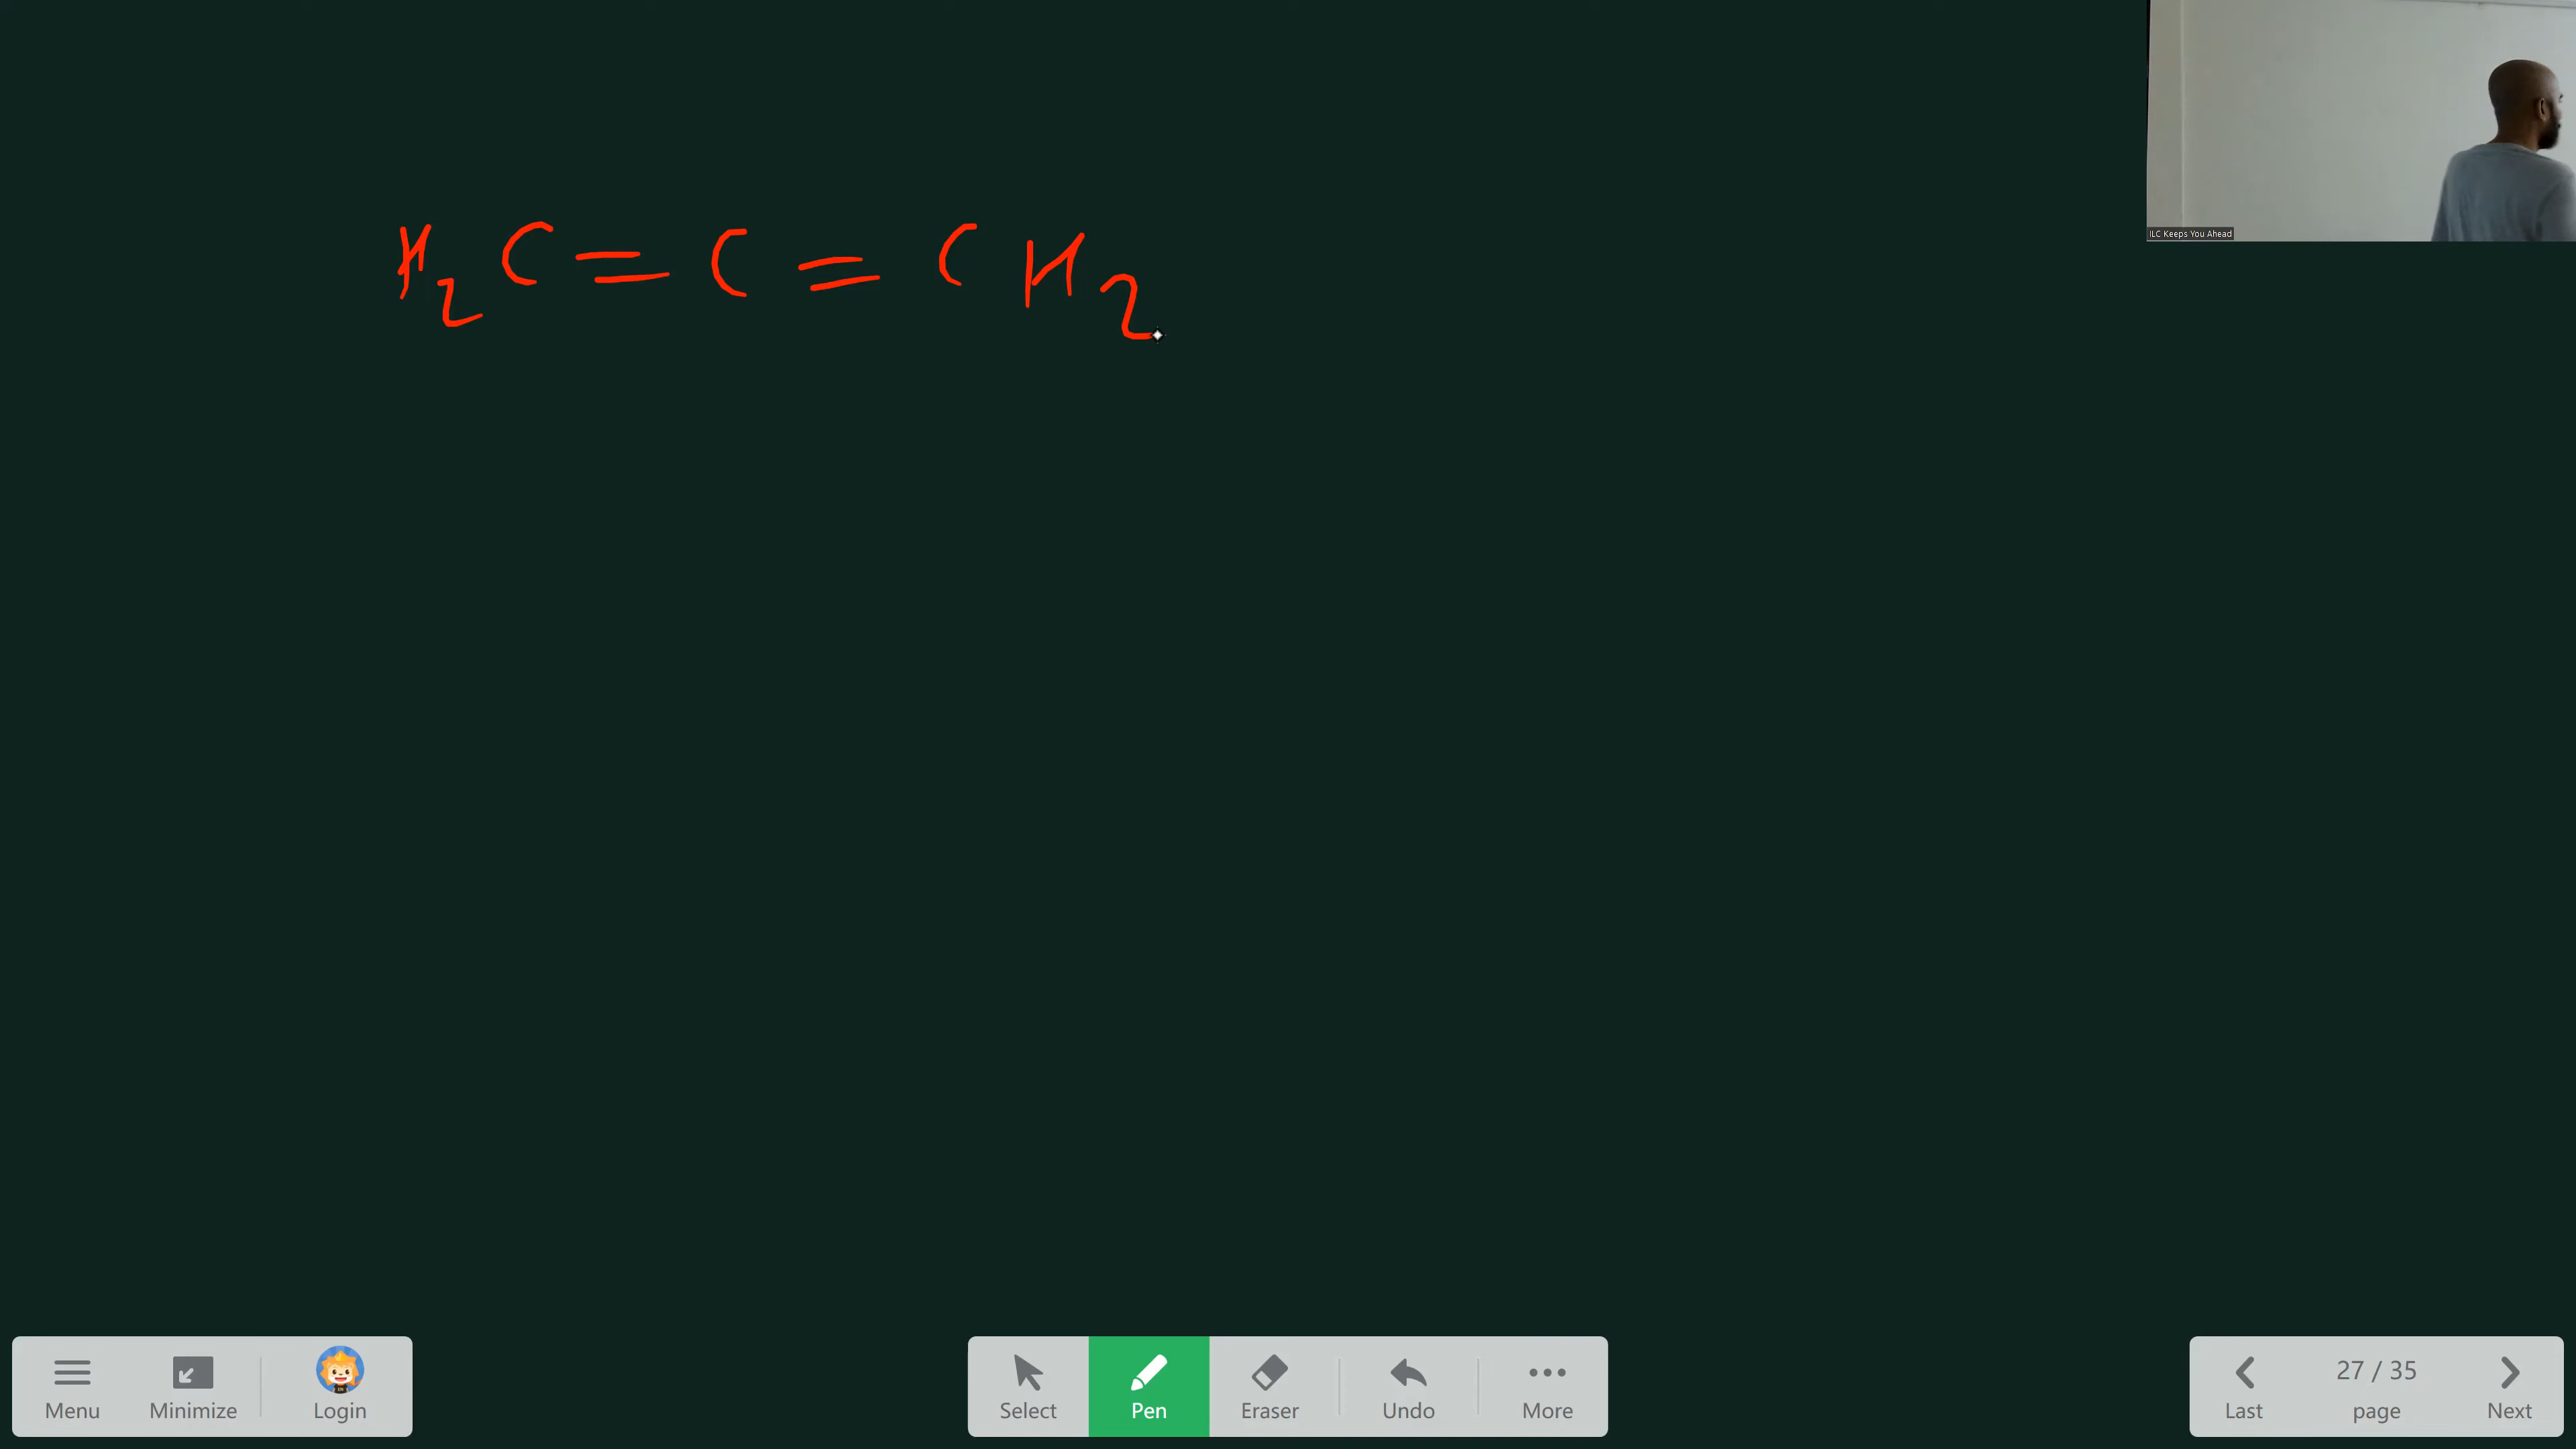 H₂C=C=CH₂
ILC Keeps You Ahead
Menu Minimize Login Select Pen Eraser Undo More Last 27 / 35 page Next